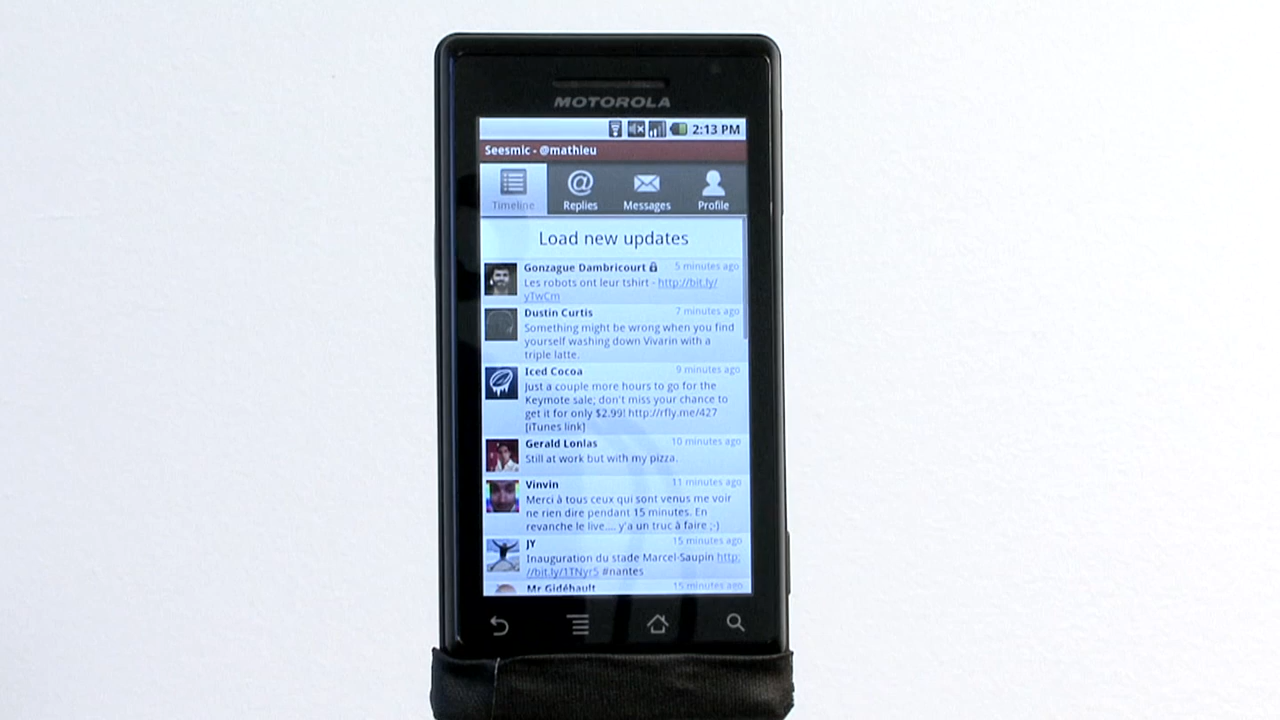 MOTOROLA
2:13 PM
Seesmic - @mathieu
Timeline
Replies
Messages
Profile
Load new updates
Gonzague Dambricourt 5 minutes ago
Les robots ont leur tshirt - http://bit.ly/
yTwCm
Dustin Curtis 7 minutes ago
Something might be wrong when you find
yourself washing down Vivarin with a
triple latte.
Iced Cocoa 9 minutes ago
Just a couple more hours to go for the
Keymote sale; don't miss your chance to
get it for only $2.99! http://rfly.me/427
[iTunes link]
Gerald Lonlas 10 minutes ago
Still at work but with my pizza.
Vinvin 11 minutes ago
Merci à tous ceux qui sont venus me voir
ne rien dire pendant 15 minutes. En
revanche le live.... y'a un truc à faire ;-)
JY 15 minutes ago
Inauguration du stade Marcel-Saupin http:
//bit.ly/1TNyr5 #nantes
Mr Gidéhault 15 minutes ago